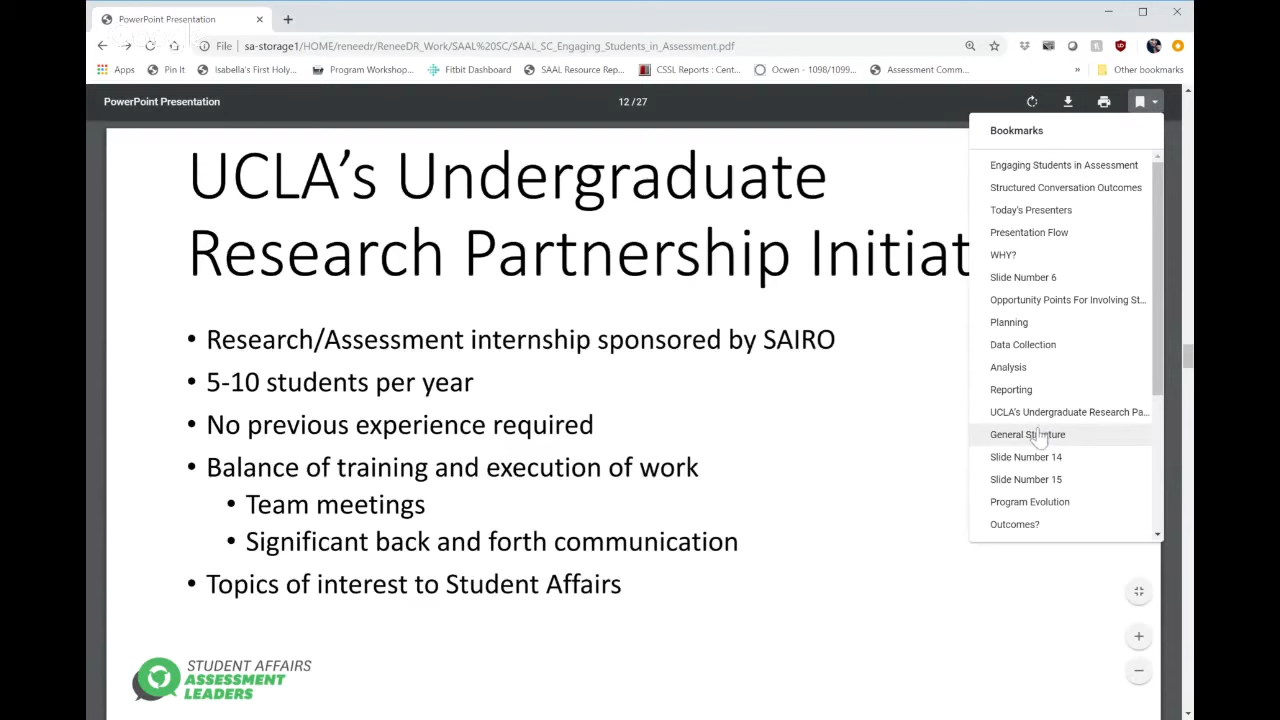 PowerPoint Presentation
File
sa-storage1/HOME/reneedr/ReneeDR_Work/SAAL%20SC/SAAL_SC_Engaging_Students_in_Assessment.pdf
Apps Pin It Isabella's First Holy... Program Workshop... Fitbit Dashboard SAAL Resource Rep... CSSL Reports : Cent... Ocwen - 1098/1099... Assessment Comm... » Other bookmarks
PowerPoint Presentation 12 / 27
Bookmarks
Engaging Students in Assessment
Structured Conversation Outcomes
Today's Presenters
Presentation Flow
WHY?
Slide Number 6
Opportunity Points For Involving St...
Planning
Data Collection
Analysis
Reporting
UCLA's Undergraduate Research Pa...
General
Slide Number 14
Slide Number 15
Program Evolution
Outcomes?
UCLA's Undergraduate
Research Partnership Initiat
• Research/Assessment internship sponsored by SAIRO
• 5-10 students per year
• No previous experience required
• Balance of training and execution of work
• Team meetings
• Significant back and forth communication
• Topics of interest to Student Affairs
STUDENT AFFAIRS
ASSESSMENT
LEADERS